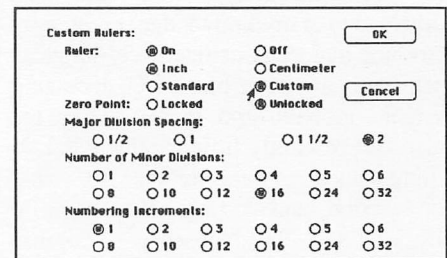 Custom Rulers:
OK
Ruler: On Off
Inch Centimeter
Standard Custom
Cancel
Zero Point: Locked Unlocked
Major Division Spacing:
1/2 1 1 1/2 2
Number of Minor Divisions:
1 2 3 4 5 6
8 10 12 16 24 32
Numbering Increments:
1 2 3 4 5 6
8 10 12 16 24 32